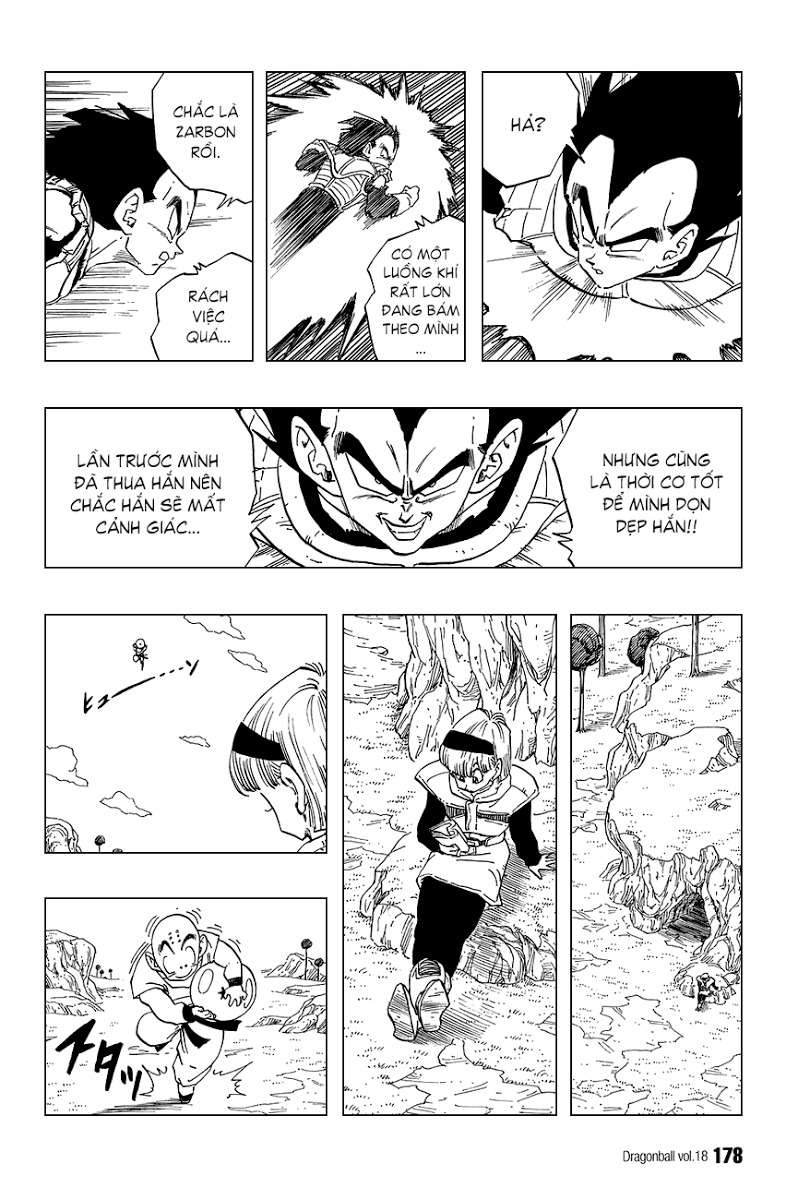 HẢ?
CÓ MỘT
LUỒNG KHÍ
RẤT LỚN
ĐANG BÁM
THEO MÌNH
...
CHẮC LÀ
ZARBON
RỒI.
RÁCH
VIỆC
QUÁ...
NHƯNG CŨNG
LÀ THỜI CƠ TỐT
ĐỂ MÌNH DỌN
DẸP HẮN!!
LẦN TRƯỚC MÌNH
ĐÃ THUA HẮN NÊN
CHẮC HẮN SẼ MẤT
CẢNH GIÁC...
ヒューーン
スタッ
Dragonball vol.18 178